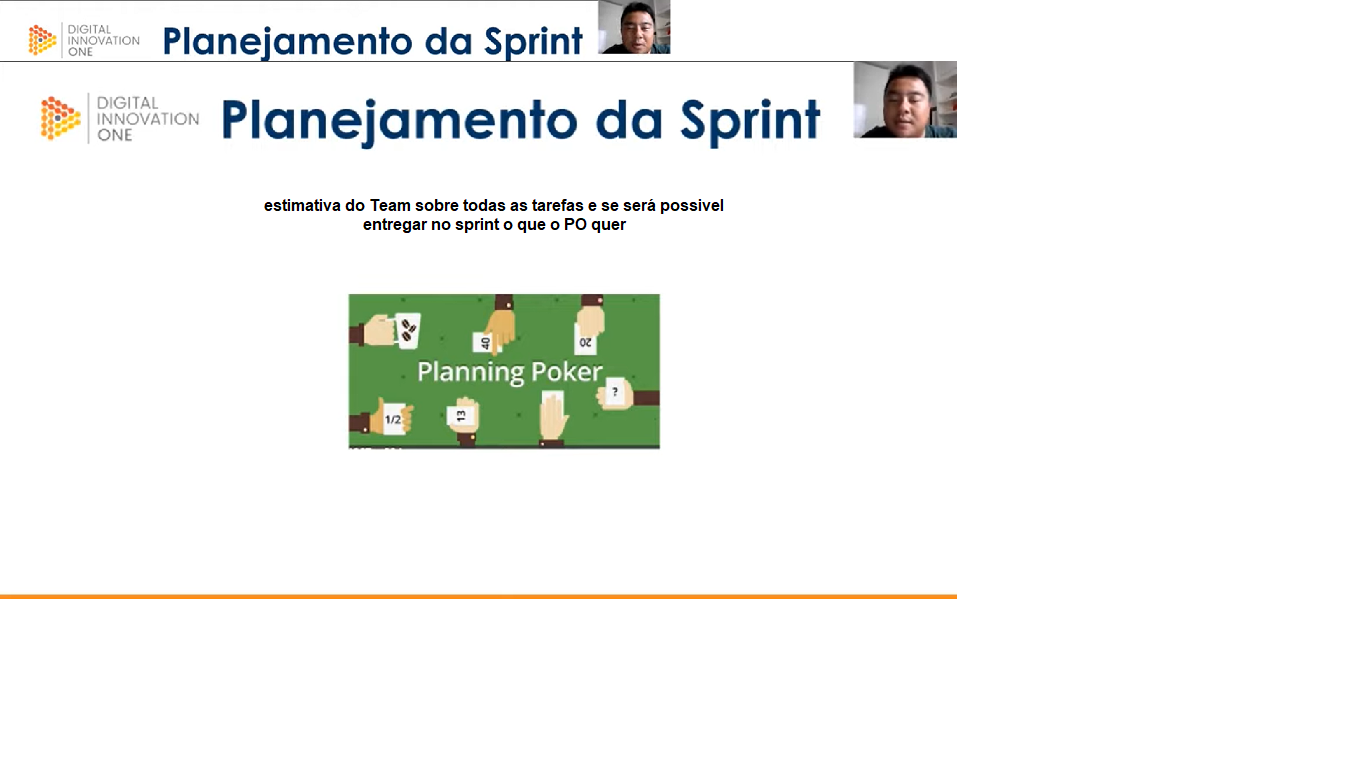 DIGITAL
INNOVATION
ONE
Planejamento da Sprint
DIGITAL
INNOVATION
ONE
Planejamento da Sprint
estimativa do Team sobre todas as tarefas e se será possivel
entregar no sprint o que o PO quer
40
20
Planning Poker
?
1/2
13